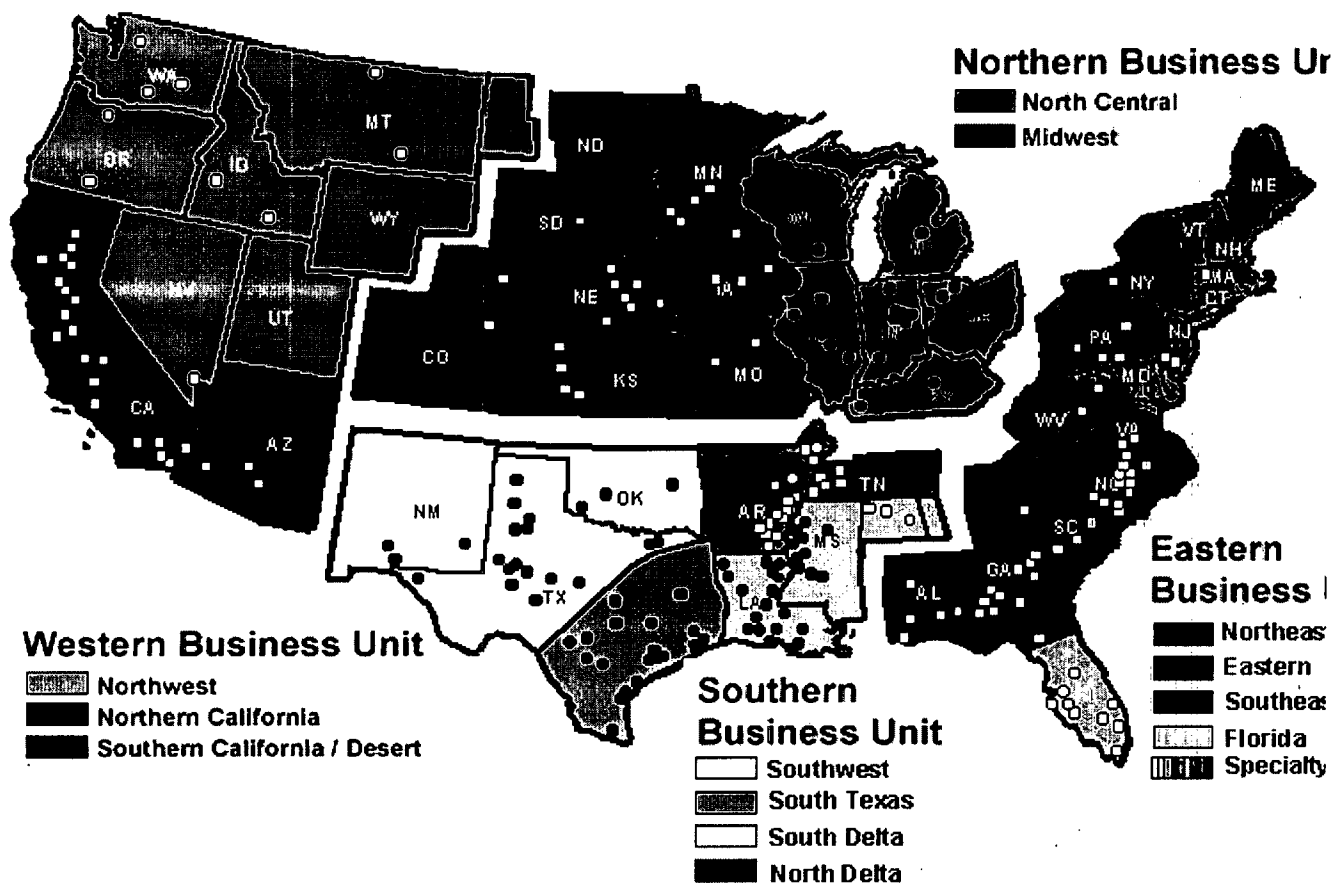 Northern Business Un
North Central
Midwest
WA
MT
ND
MN
ME
OR
ID
SD
WY
VT
NH
NY
MA
CT
NV
UT
NE
IA
PA
NJ
CO
KS
MO
MD
CA
AZ
WV
VA
NM
OK
AR
TN
NC
SC
MS
TX
LA
AL
GA
Western Business Unit
Northwest
Northern California
Southern California / Desert
Southern
Business Unit
Southwest
South Texas
South Delta
North Delta
Eastern
Business
Northeas
Eastern
Southeas
Florida
Specialty